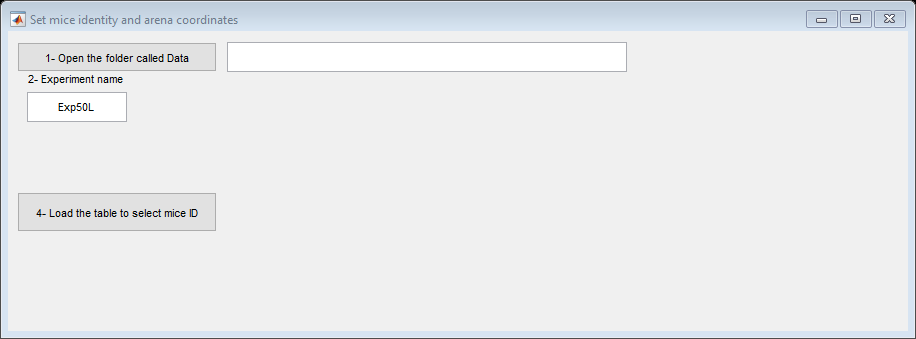 Set mice identity and arena coordinates
1- Open the folder called Data
2- Experiment name
Exp50L
4- Load the table to select mice ID